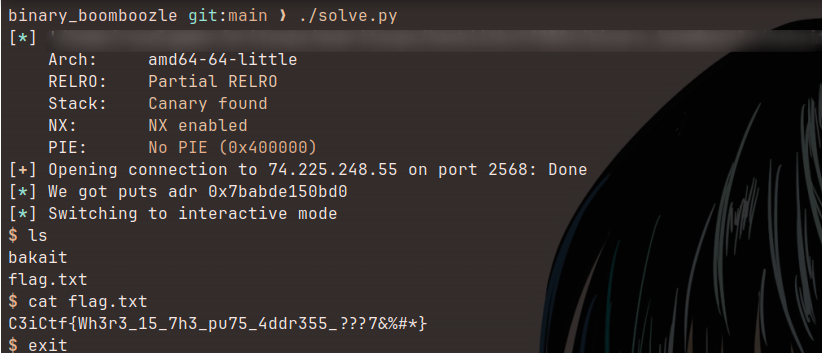 binary_boomboozle git:main ❯ ./solve.py
[*]
Arch: amd64-64-little
RELRO: Partial RELRO
Stack: Canary found
NX: NX enabled
PIE: No PIE (0x400000)
[+] Opening connection to 74.225.248.55 on port 2568: Done
[*] We got puts adr 0x7babde150bd0
[*] Switching to interactive mode
$ ls
bakait
flag.txt
$ cat flag.txt
C3iCtf{Wh3r3_15_7h3_pu75_4ddr355_???7&%#*}
$ exit